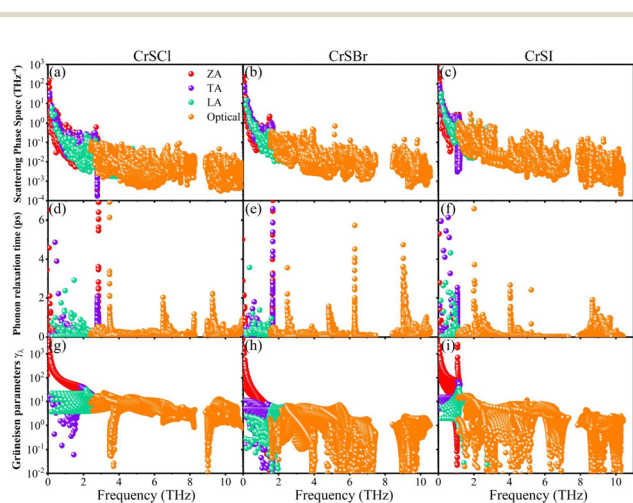 CrSCl CrSBr CrSI
Scattering Phase Space (THz⁻¹)
10³
10²
10¹
10⁰
10⁻¹
10⁻²
10⁻³
10⁻⁴
(a) (b) (c)
ZA
TA
LA
Optical
Phonon relaxation time (ps)
6
4
2
0
(d) (e) (f)
Grüneisen parameters γ
10³
10²
10¹
10⁰
10⁻¹
10⁻²
(g) (h) (i)
0 2 4 6 8 10 0 2 4 6 8 10 0 2 4 6 8 10
Frequency (THz) Frequency (THz) Frequency (THz)